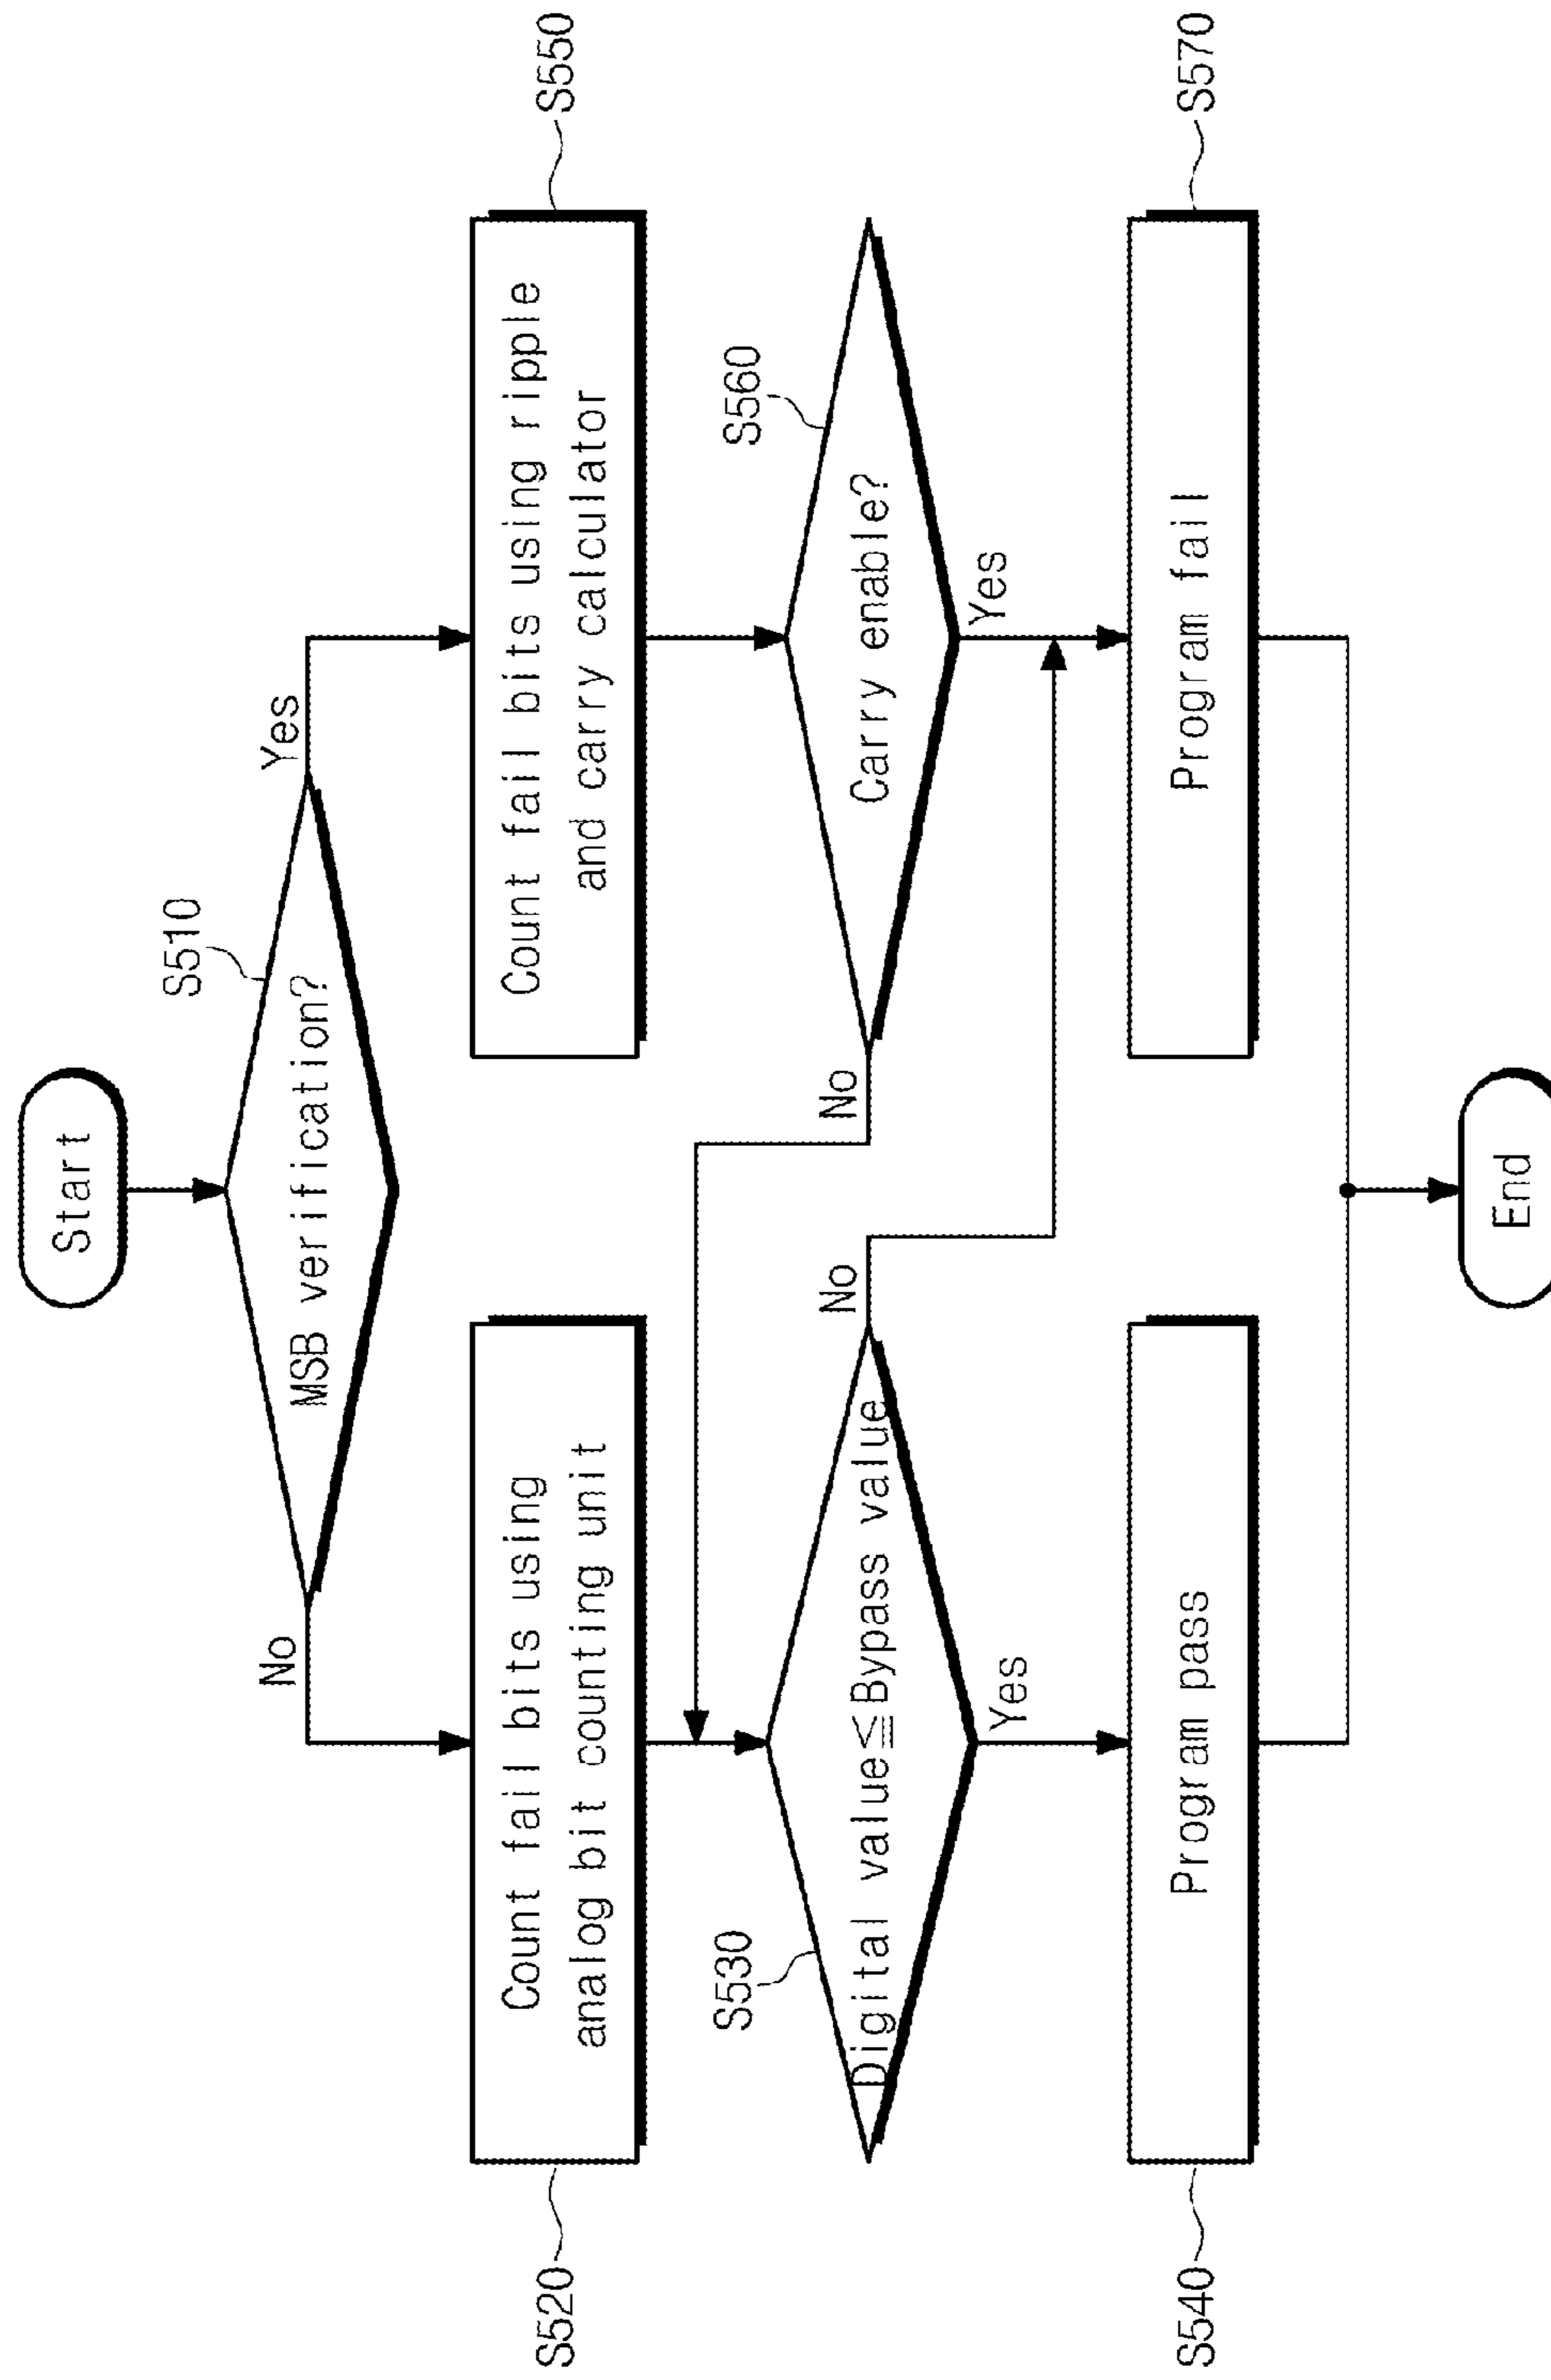 Start
S510
MSB verification?
No
Yes
Count fail bits using
analog bit counting unit
S520
Count fail bits using ripple
and carry calculator
S550
S530
Digital value≦Bypass value
No
Yes
S560
Carry enable?
No
Yes
Program pass
S540
Program fail
S570
End